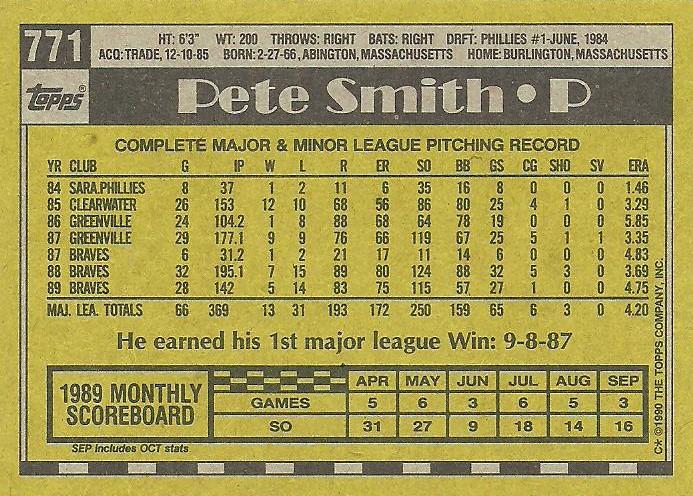 771
HT: 6'3" WT: 200 THROWS: RIGHT BATS: RIGHT DRFT: PHILLIES #1-JUNE, 1984
ACQ: TRADE, 12-10-85 BORN: 2-27-66, ABINGTON, MASSACHUSETTS HOME: BURLINGTON, MASSACHUSETTS
Topps®
Pete Smith • P
COMPLETE MAJOR & MINOR LEAGUE PITCHING RECORD
YR CLUB G IP W L R ER SO BB GS CG SHO SV ERA
84 SARA.PHILLIES 8 37 1 2 11 6 35 16 8 0 0 0 1.46
85 CLEARWATER 26 153 12 10 68 56 86 80 25 4 1 0 3.29
86 GREENVILLE 24 104.2 1 8 88 68 64 78 19 0 0 0 5.85
87 GREENVILLE 29 177.1 9 9 76 66 119 67 25 5 1 1 3.35
87 BRAVES 6 31.2 1 2 21 17 11 14 6 0 0 0 4.83
88 BRAVES 32 195.1 7 15 89 80 124 88 32 5 3 0 3.69
89 BRAVES 28 142 5 14 83 75 115 57 27 1 0 0 4.75
MAJ. LEA. TOTALS 66 369 13 31 193 172 250 159 65 6 3 0 4.20
He earned his 1st major league Win: 9-8-87
1989 MONTHLY
SCOREBOARD
APR MAY JUN JUL AUG SEP
GAMES 5 6 3 6 5 3
SO 31 27 9 18 14 16
SEP includes OCT stats
C* ©1990 THE TOPPS COMPANY, INC.